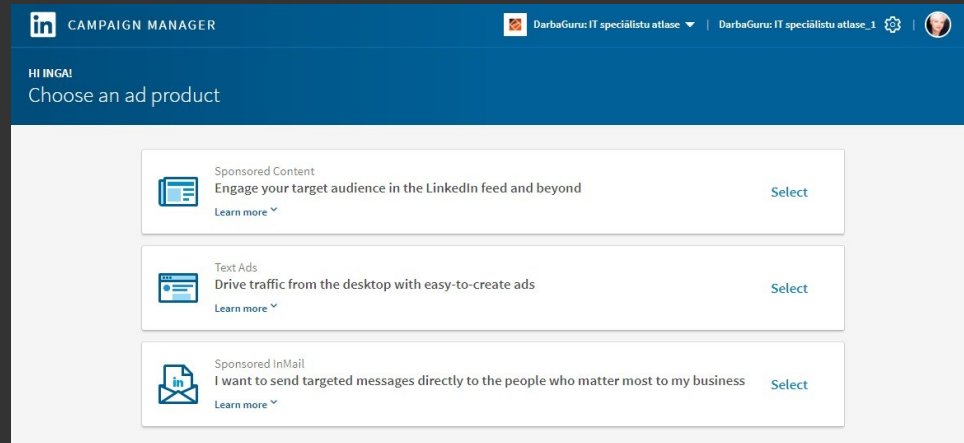 in CAMPAIGN MANAGER
DarbaGuru: IT speciālistu atlase | DarbaGuru: IT speciālistu atlase_1 |
HI INGA!
Choose an ad product
Sponsored Content
Engage your target audience in the LinkedIn feed and beyond
Learn more
Select
Text Ads
Drive traffic from the desktop with easy-to-create ads
Learn more
Select
Sponsored InMail
in
I want to send targeted messages directly to the people who matter most to my business
Learn more
Select